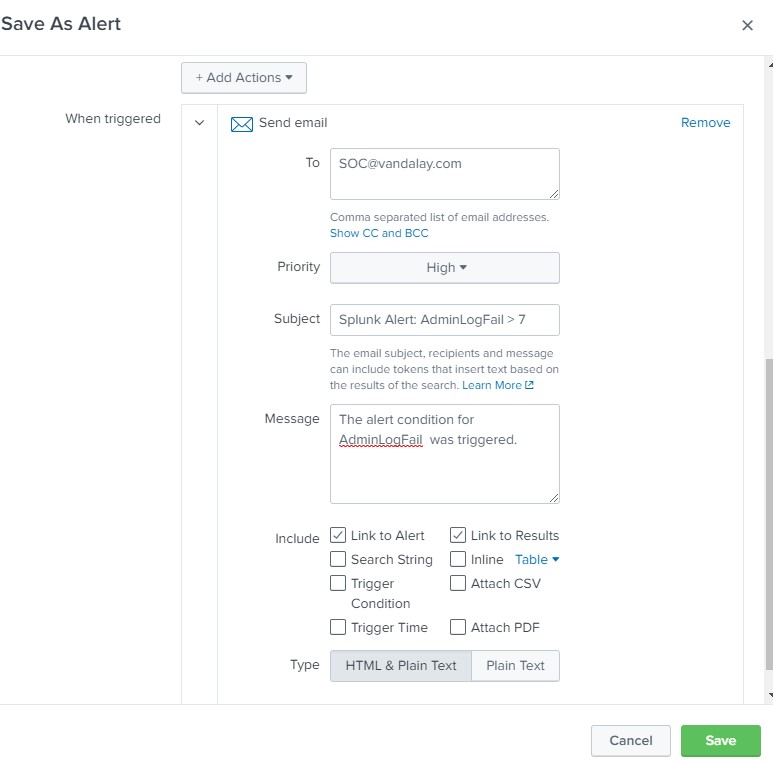 Save As Alert
+ Add Actions
When triggered
Send email
Remove
To
SOC@vandalay.com
Comma separated list of email addresses.
Show CC and BCC
Priority
High
Subject
Splunk Alert: AdminLogFail > 7
The email subject, recipients and message
can include tokens that insert text based on
the results of the search. Learn More
Message
The alert condition for
AdminLogFail was triggered.
Include
Link to Alert
Link to Results
Search String
Inline Table
Trigger
Condition
Attach CSV
Trigger Time
Attach PDF
Type
HTML & Plain Text
Plain Text
Cancel
Save